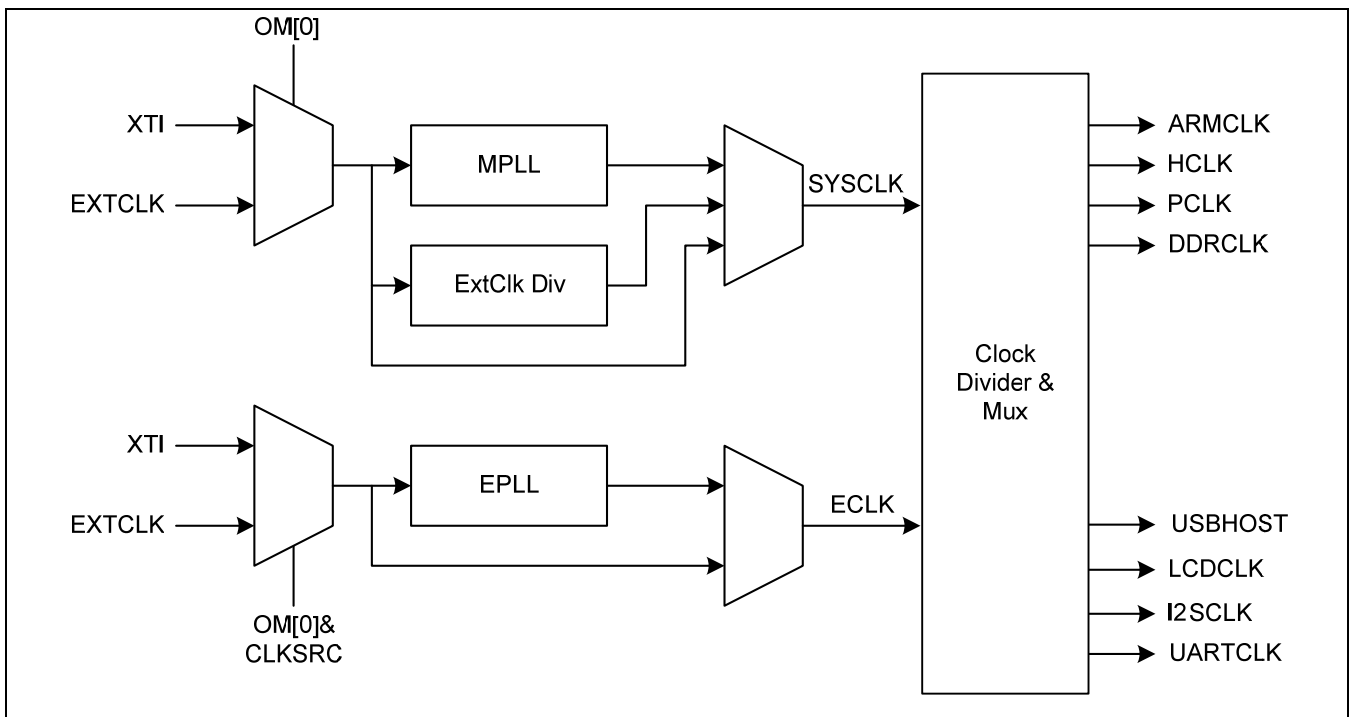 OM[0]
XTI
EXTCLK
MPLL
ExtClk Div
SYSCLK
XTI
EXTCLK
OM[0]&
CLKSRC
EPLL
ECLK
Clock
Divider &
Mux
ARMCLK
HCLK
PCLK
DDRCLK
USBHOST
LCDCLK
I2SCLK
UARTCLK